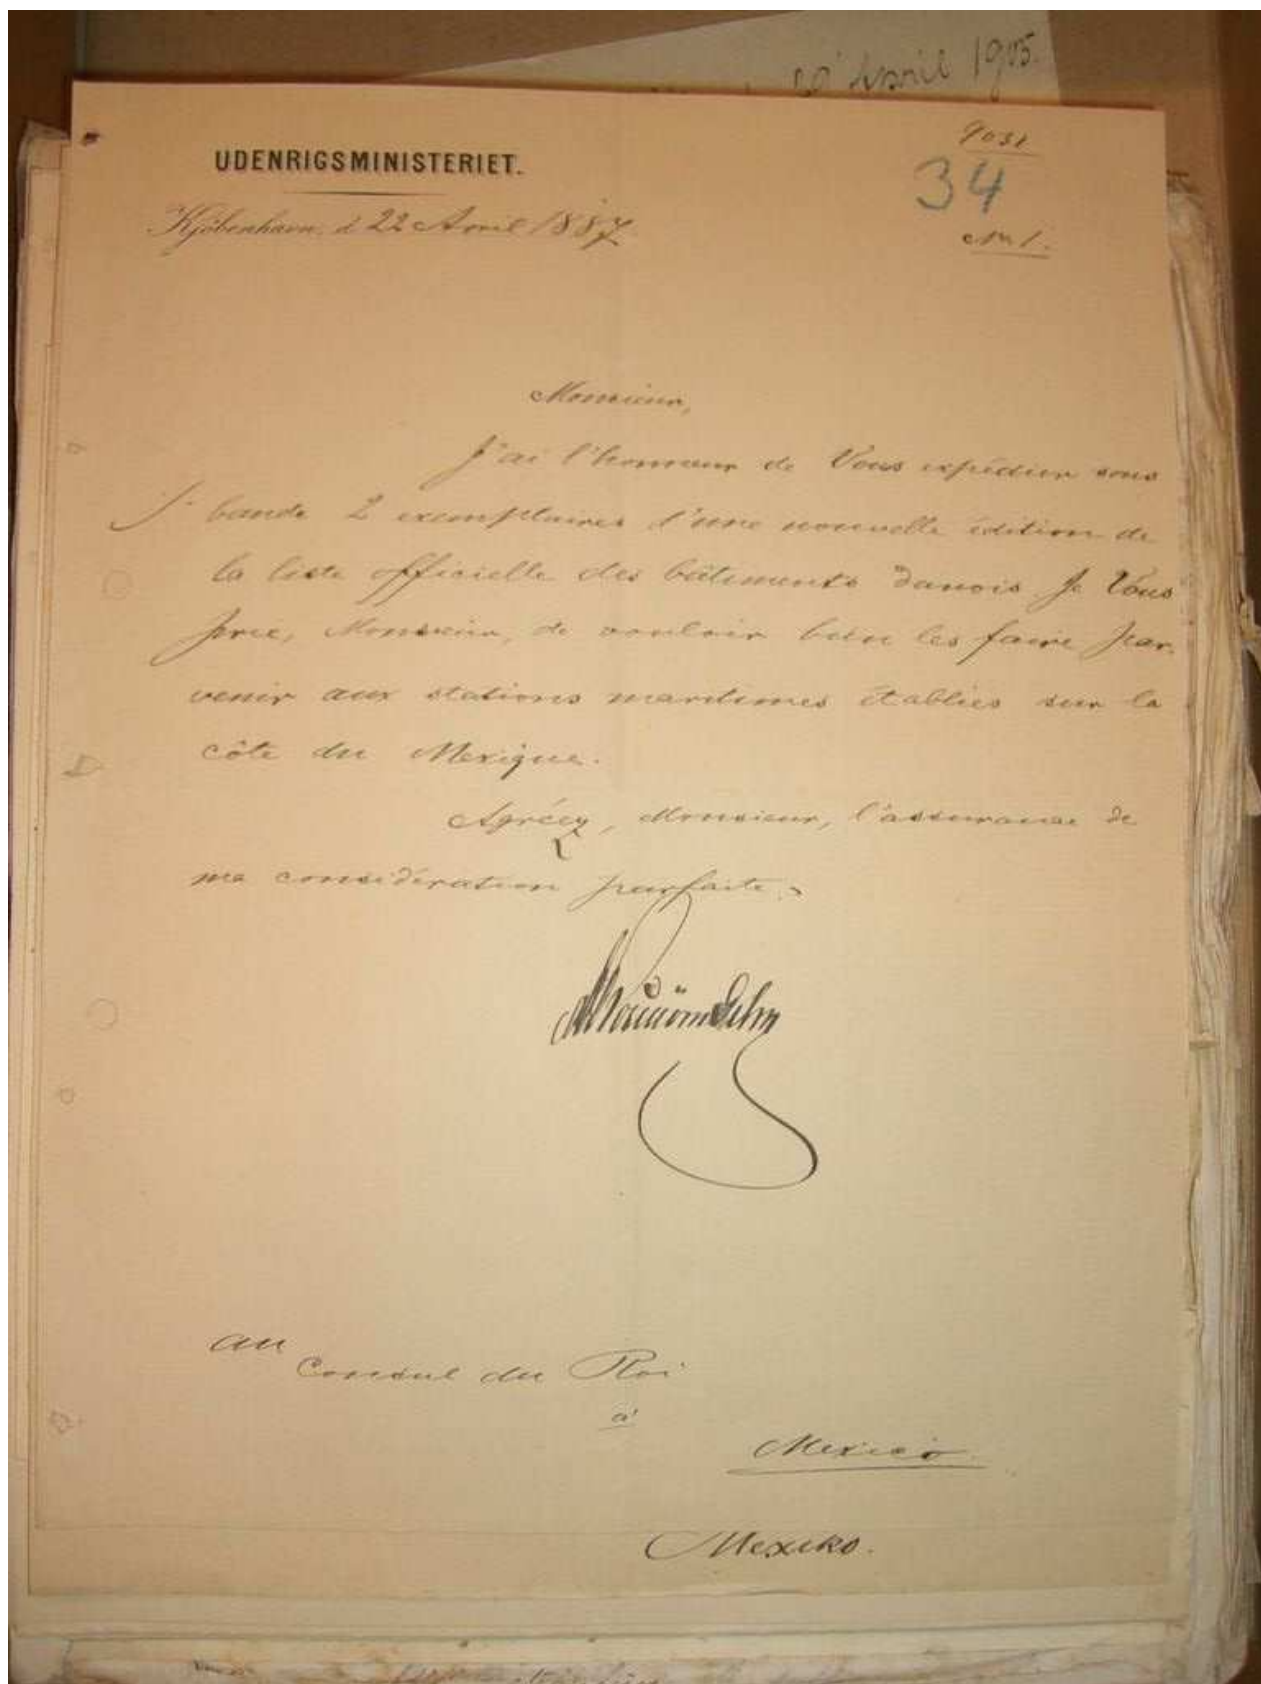 20 Avril 1905.
UDENRIGSMINISTERIET.
9031
34
Kjöbenhavn, d. 22 Avril 1887
No 1.
Monsieur,
J'ai l'honneur de Vous expédier sous
bande 2 exemplaires d'une nouvelle édition de
la liste officielle des bâtiments danois. Je Vous
prie, Monsieur, de vouloir bien les faire par-
venir aux stations maritimes établies sur la
côte du Mexique.
Agréez, Monsieur, l'assurance de
ma considération parfaite.
au
Consul du Roi
à
Mexico.
Mexiko.